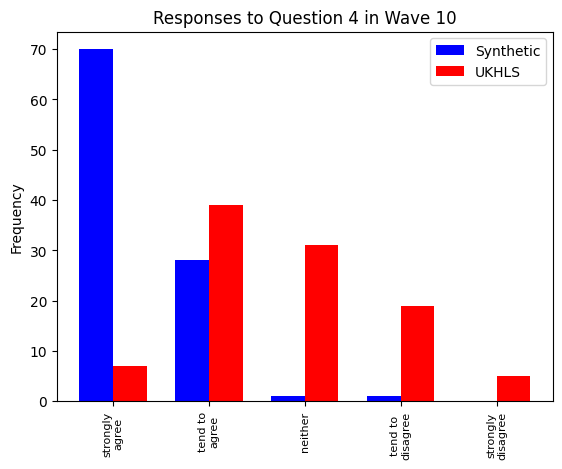 Responses to Question 4 in Wave 10
Synthetic
UKHLS
Frequency
70
60
50
40
30
20
10
0
strongly
agree
tend to
agree
neither
tend to
disagree
strongly
disagree